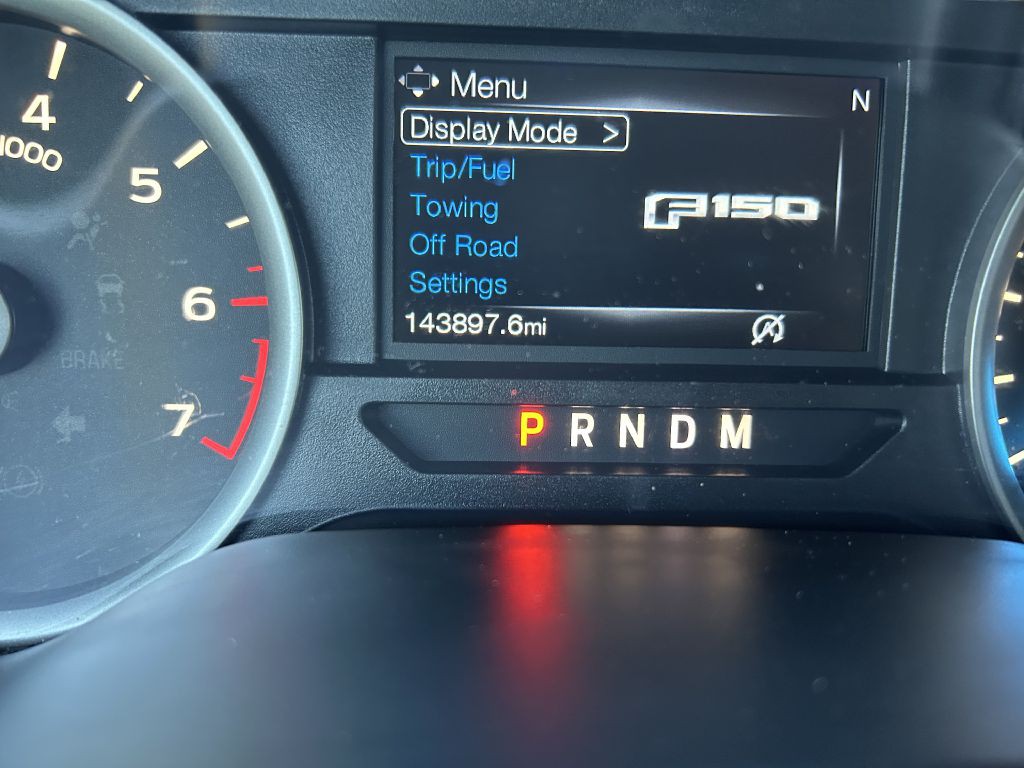 Menu
N
Display Mode >
Trip/Fuel
Towing
F150
Off Road
Settings
143897.6mi
P R N D M
4
1000
5
6
BRAKE
7